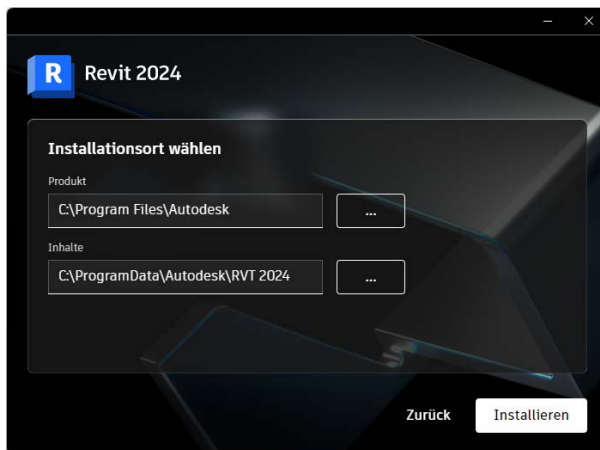 R Revit 2024
Installationsort wählen
Produkt
C:\Program Files\Autodesk
...
Inhalte
C:\ProgramData\Autodesk\RVT 2024
...
Zurück
Installieren